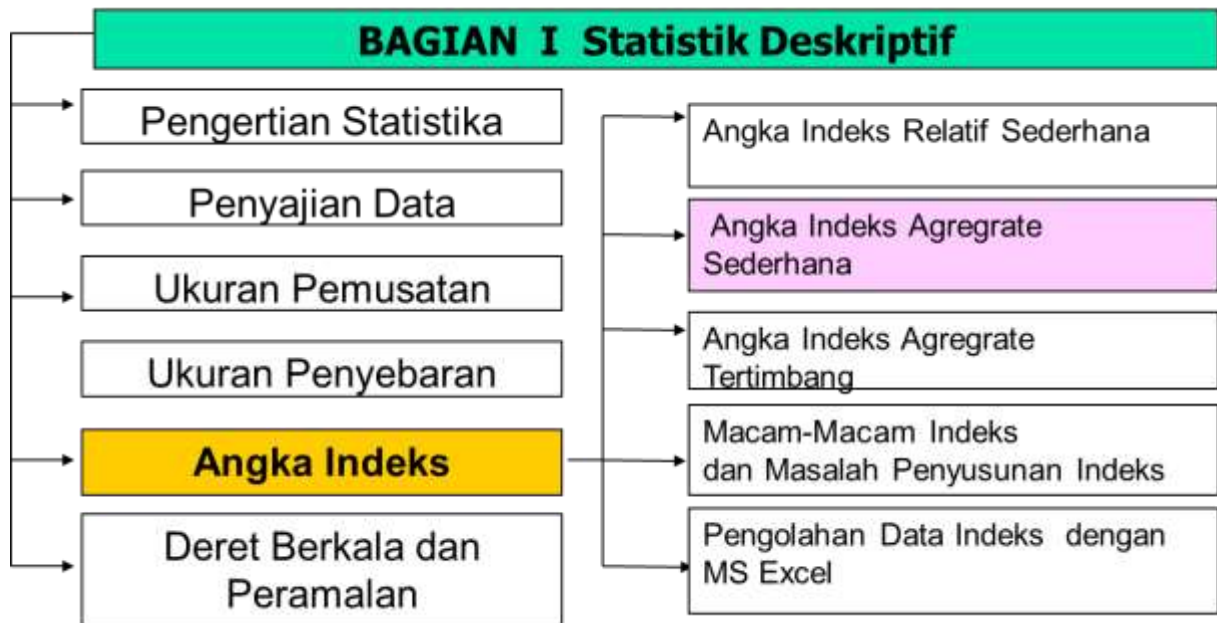 BAGIAN I Statistik Deskriptif
Pengertian Statistika
Penyajian Data
Ukuran Pemusatan
Ukuran Penyebaran
Angka Indeks
Deret Berkala dan
Peramalan
Angka Indeks Relatif Sederhana
Angka Indeks Agregrate
Sederhana
Angka Indeks Agregrate
Tertimbang
Macam-Macam Indeks
dan Masalah Penyusunan Indeks
Pengolahan Data Indeks dengan
MS Excel